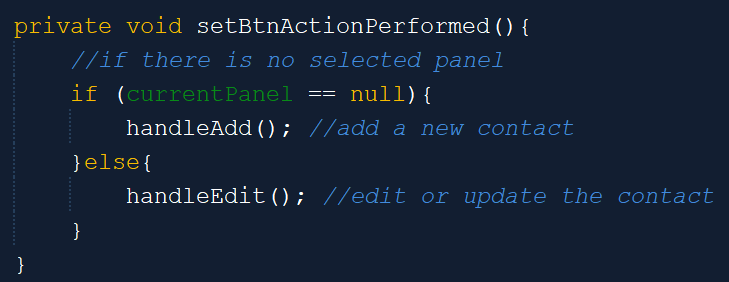 private void setBtnActionPerformed(){
    //if there is no selected panel
    if (currentPanel == null){
        handleAdd(); //add a new contact
    }else{
        handleEdit(); //edit or update the contact
    }
}